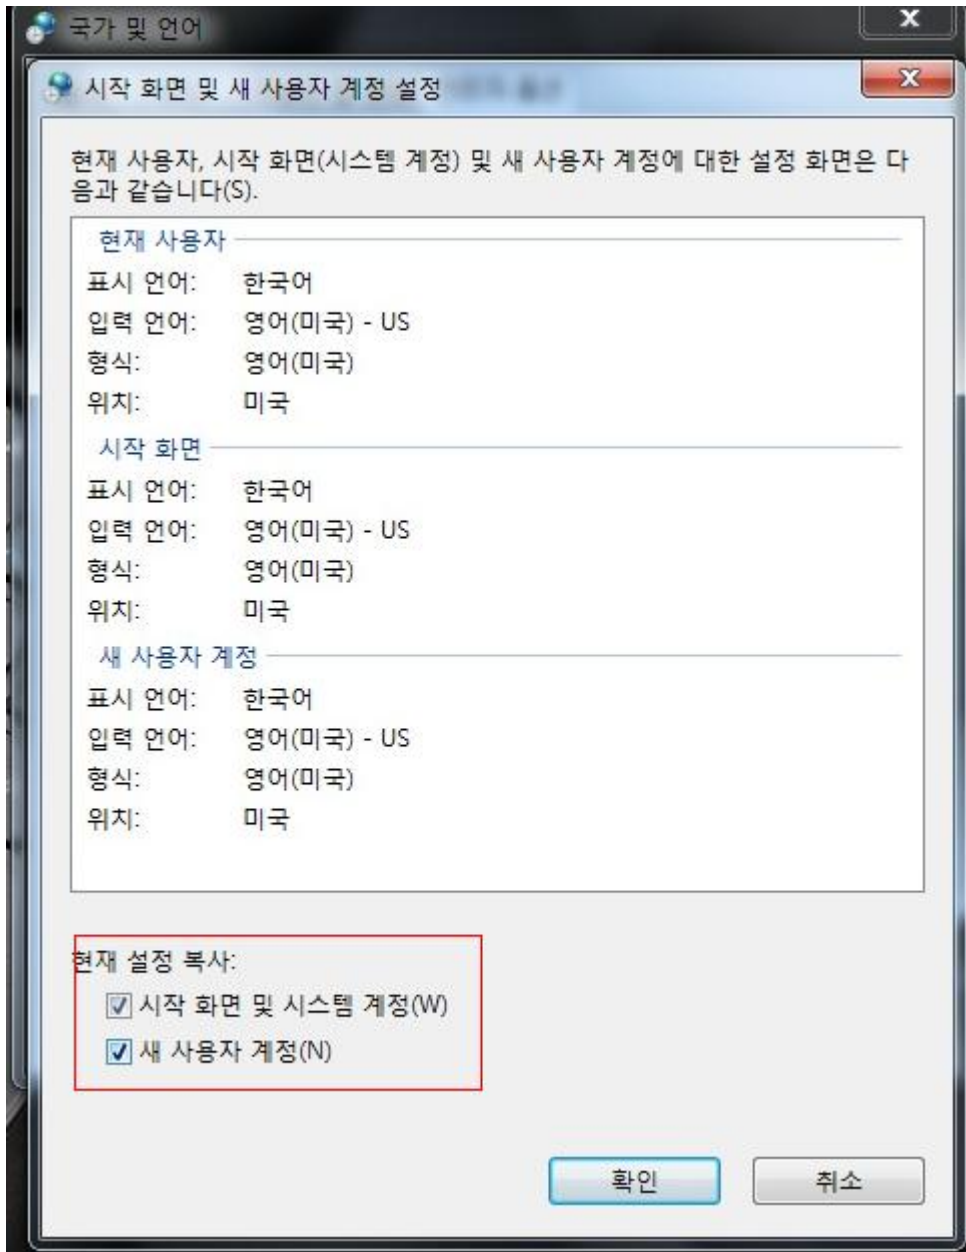 국가 및 언어
시작 화면 및 새 사용자 계정 설정
현재 사용자, 시작 화면(시스템 계정) 및 새 사용자 계정에 대한 설정 화면은 다
음과 같습니다(S).
현재 사용자
표시 언어: 한국어
입력 언어: 영어(미국) - US
형식: 영어(미국)
위치: 미국
시작 화면
표시 언어: 한국어
입력 언어: 영어(미국) - US
형식: 영어(미국)
위치: 미국
새 사용자 계정
표시 언어: 한국어
입력 언어: 영어(미국) - US
형식: 영어(미국)
위치: 미국
현재 설정 복사:
시작 화면 및 시스템 계정(W)
새 사용자 계정(N)
확인 취소